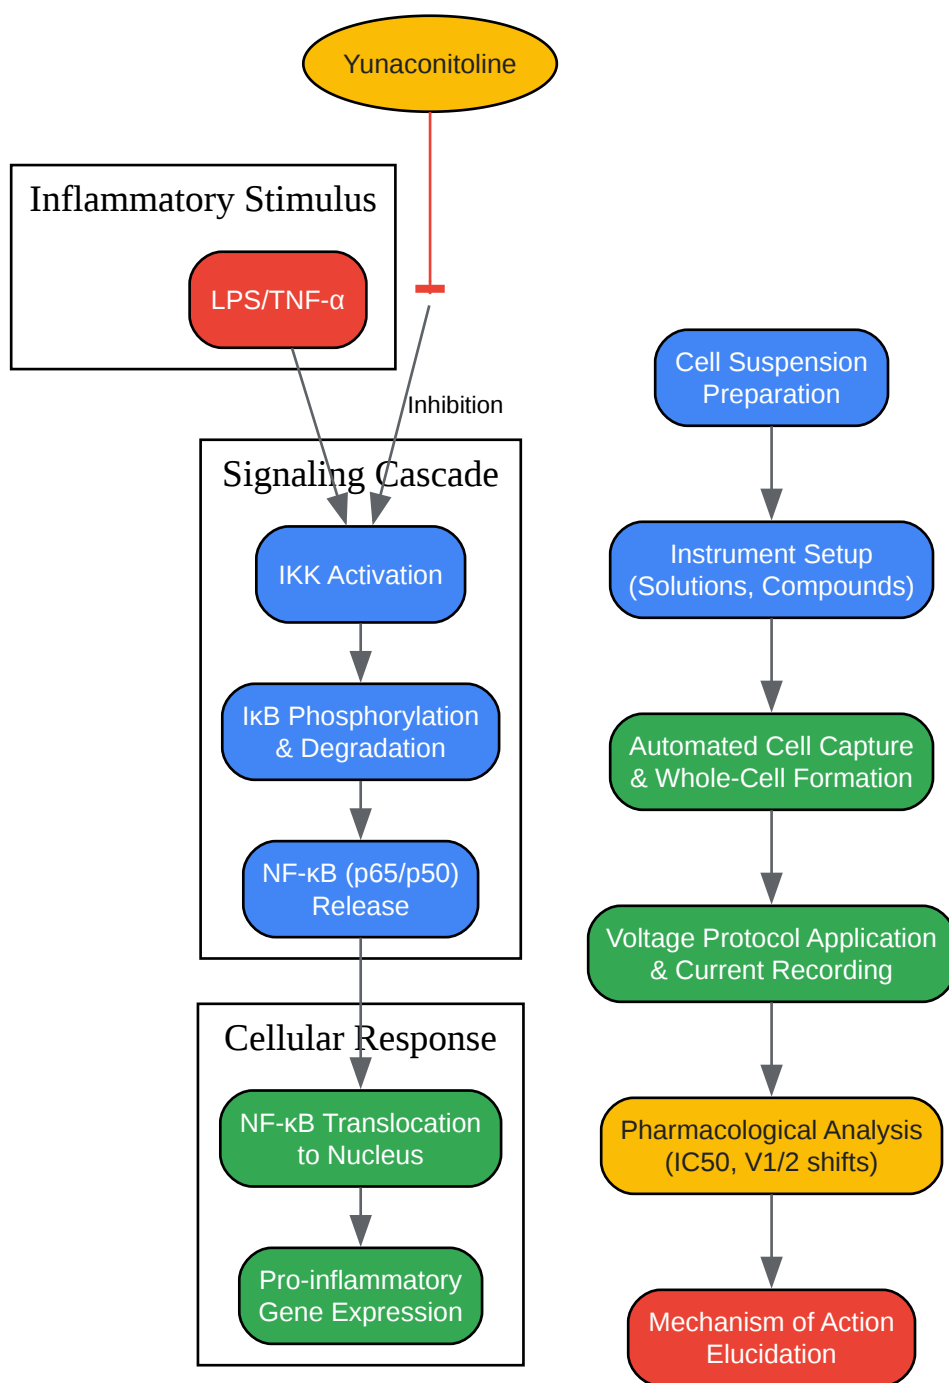 Yunaconitoline
Inflammatory Stimulus
LPS/TNF-α
Inhibition
Signaling Cascade
IKK Activation
IκB Phosphorylation
& Degradation
NF-κB (p65/p50)
Release
Cellular Response
NF-κB Translocation
to Nucleus
Pro-inflammatory
Gene Expression
Cell Suspension
Preparation
Instrument Setup
(Solutions, Compounds)
Automated Cell Capture
& Whole-Cell Formation
Voltage Protocol Application
& Current Recording
Pharmacological Analysis
(IC50, V1/2 shifts)
Mechanism of Action
Elucidation